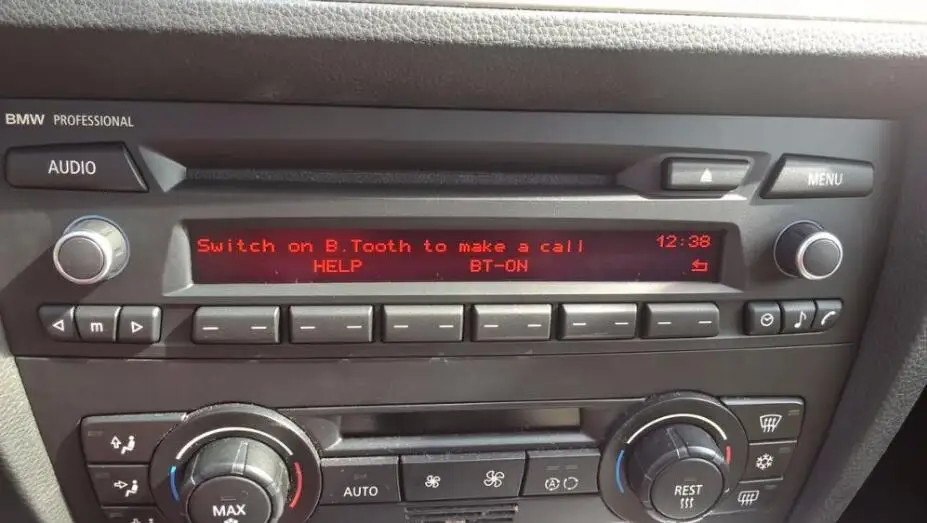 BMW PROFESSIONAL
AUDIO
MENU
Switch on B.Tooth to make a call 12:38
HELP BT-ON
m
AUTO
A
MAX
REST